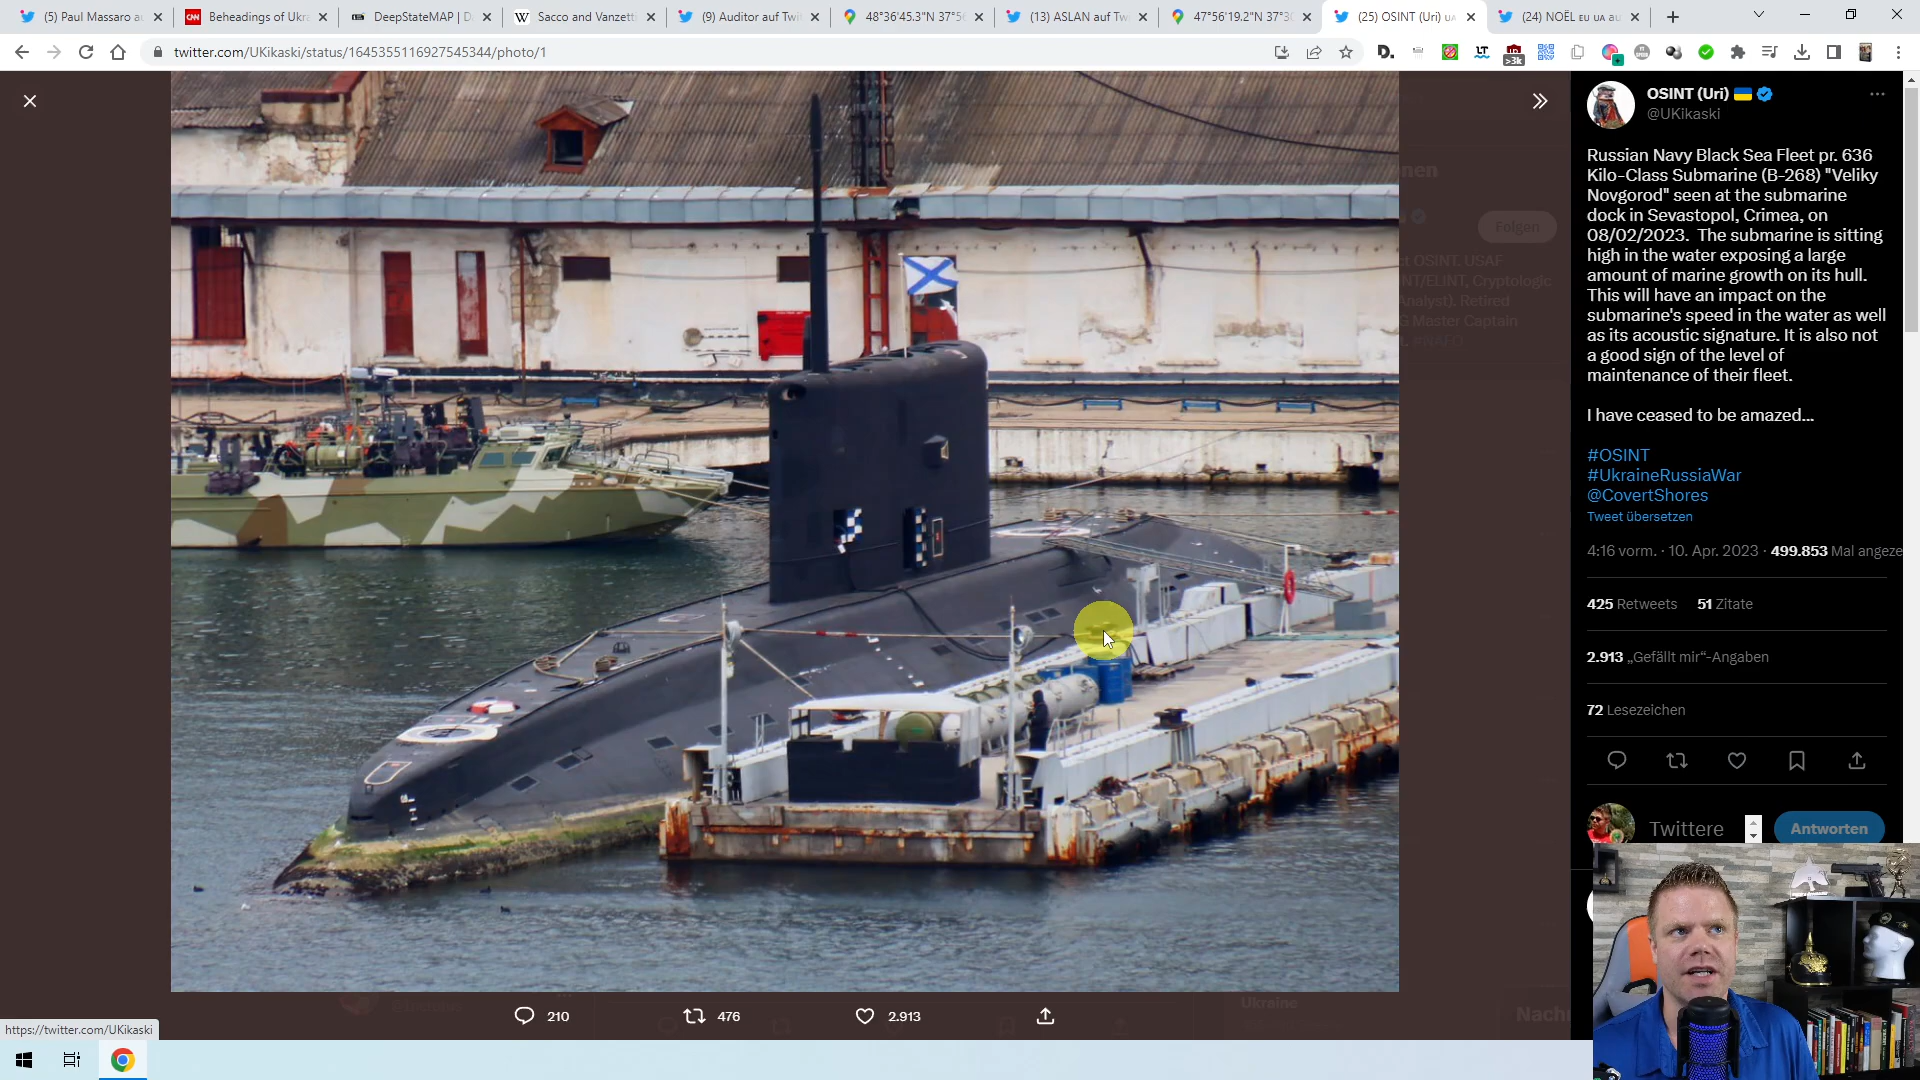 (5) Paul Massaro au
Beheadings of Ukra
DeepStateMAP | D
Sacco and Vanzett
(9) Auditor auf Twi
48°36'45.3"N 37°5
(13) ASLAN auf Tw
47°56'19.2"N 37°3
(25) OSINT (Uri)
(24) NOËL EU UA au
twitter.com/UKikaski/status/1645355116927545344/photo/1
>3k
OSINT (Uri)
@UKikaski
Russian Navy Black Sea Fleet pr. 636
Kilo-Class Submarine (B-268) "Veliky
Novgorod" seen at the submarine
dock in Sevastopol, Crimea, on
08/02/2023. The submarine is sitting
high in the water exposing a large
amount of marine growth on its hull.
This will have an impact on the
submarine's speed in the water as well
as its acoustic signature. It is also not
a good sign of the level of
maintenance of their fleet.
I have ceased to be amazed...
#OSINT
#UkraineRussiaWar
@CovertShores
Tweet übersetzen
4:16 vorm. · 10. Apr. 2023 · 499.853 Mal angeze
425 Retweets 51 Zitate
2.913 „Gefällt mir“-Angaben
72 Lesezeichen
Twittere
Antworten
Folgen
210
476
2.913
Ukraine
https://twitter.com/UKikaski